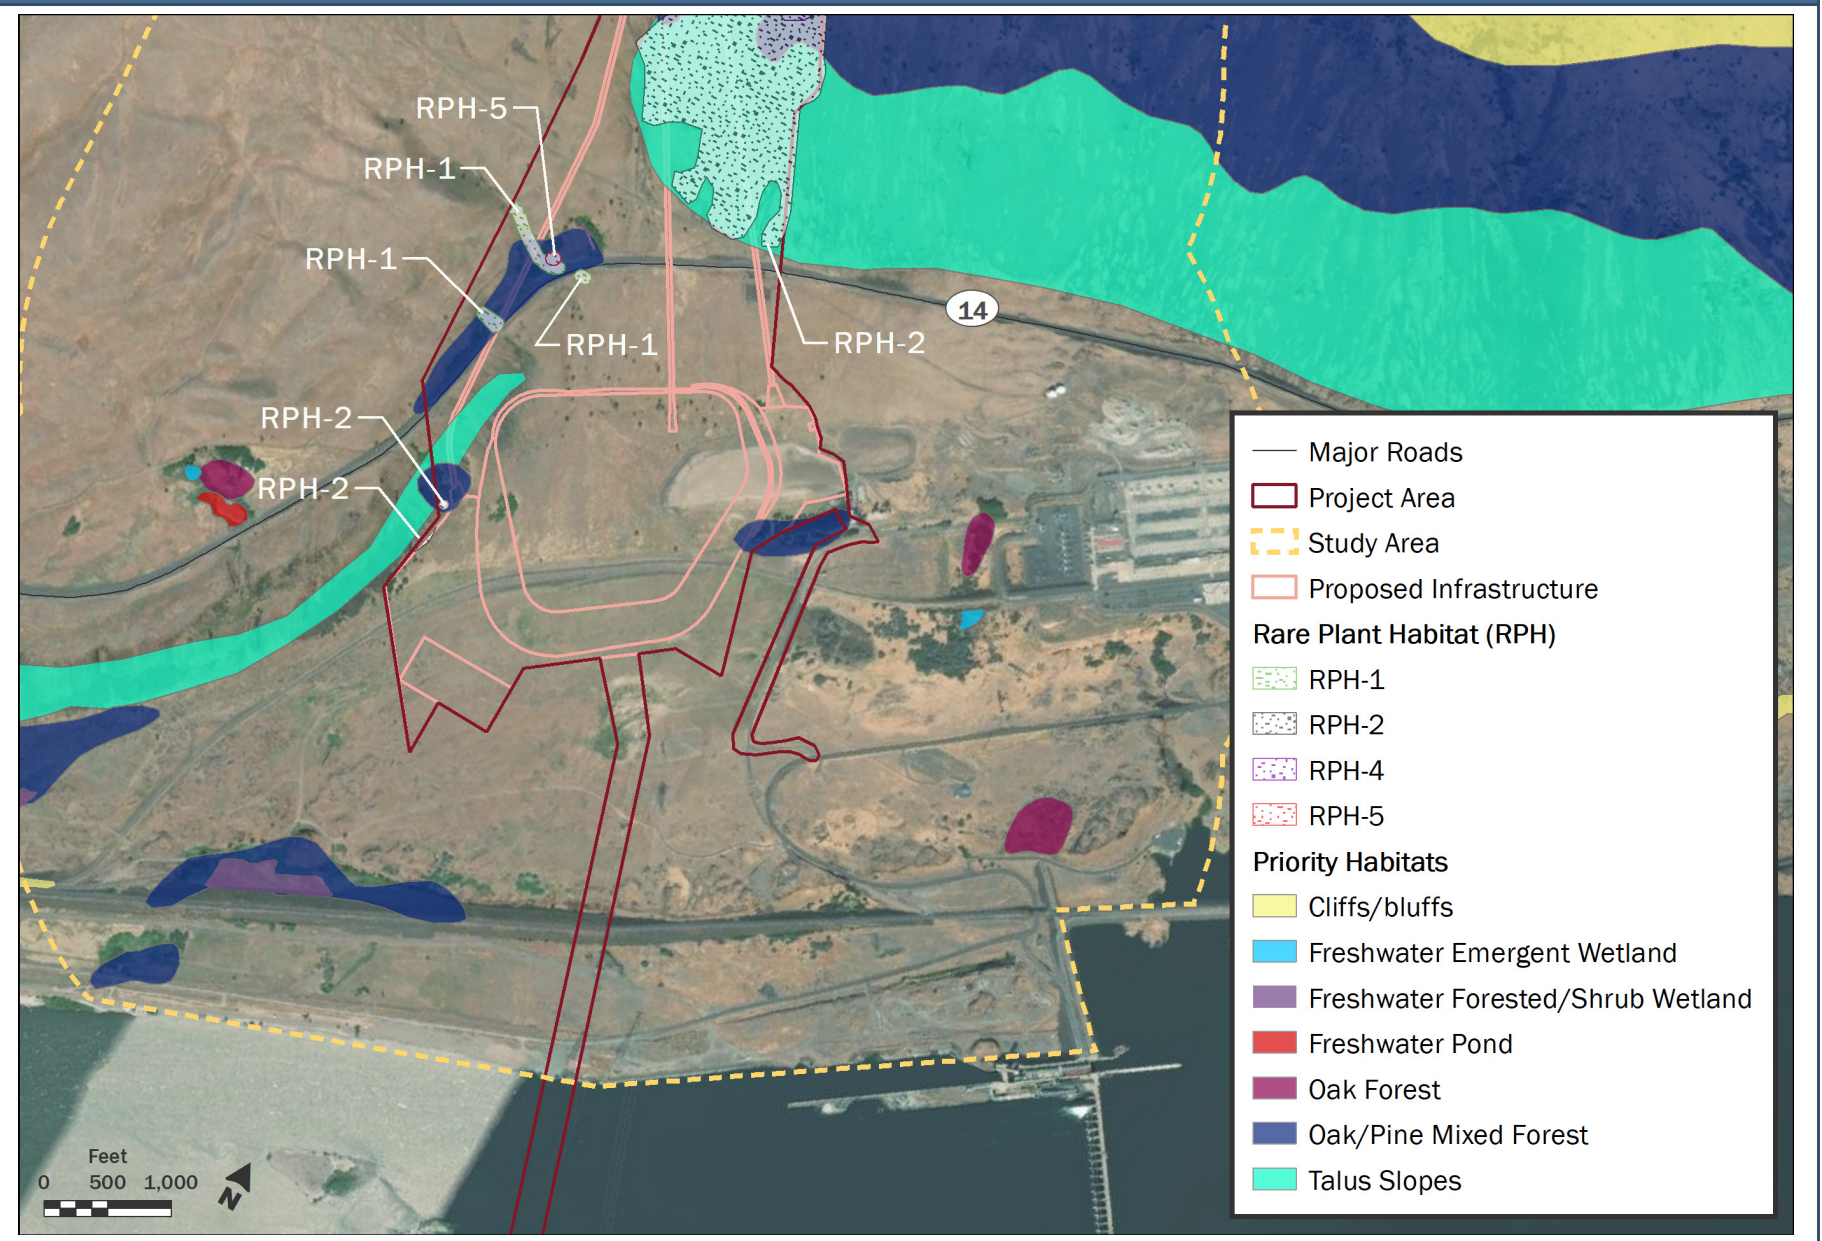 RPH-5
RPH-1
RPH-1
RPH-1
RPH-2
14
RPH-2
RPH-2
Major Roads
Project Area
Study Area
Proposed Infrastructure
Rare Plant Habitat (RPH)
RPH-1
RPH-2
RPH-4
RPH-5
Priority Habitats
Cliffs/bluffs
Freshwater Emergent Wetland
Freshwater Forested/Shrub Wetland
Freshwater Pond
Oak Forest
Oak/Pine Mixed Forest
Talus Slopes
Feet
0 500 1,000
N